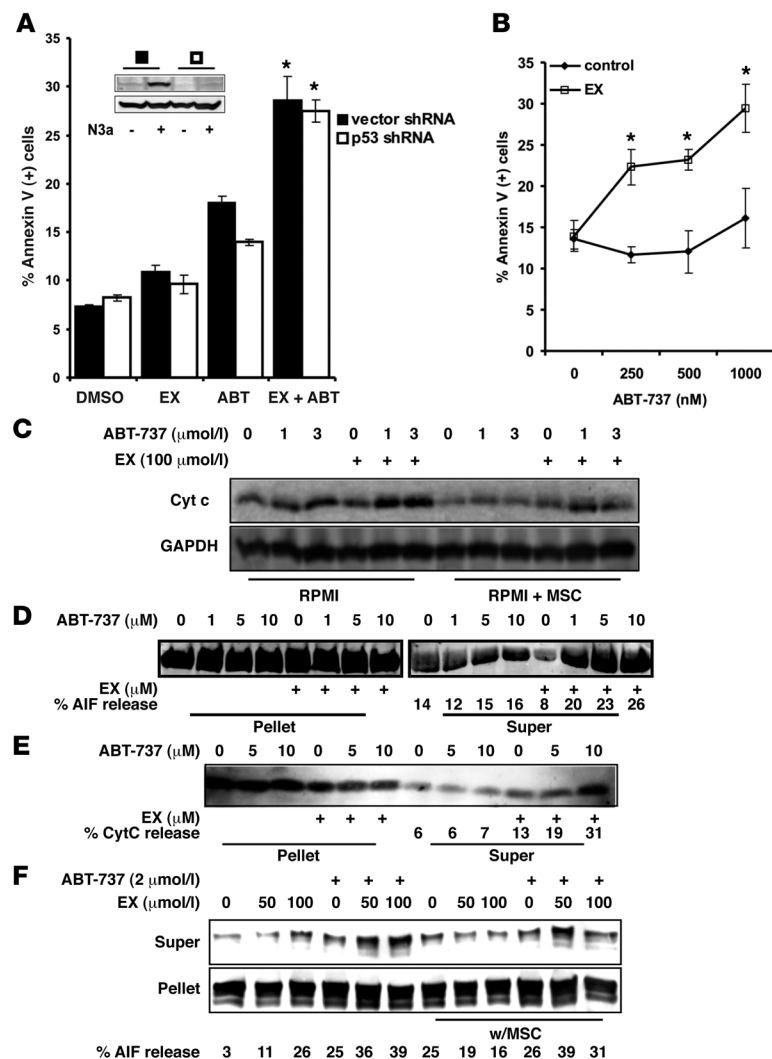 A
% Annexin V (+) cells
35
30
25
20
15
10
5
0
N3a - + - +
vector shRNA
p53 shRNA
* *
DMSO EX ABT EX + ABT
B
control
EX
% Annexin V (+) cells
35
30
25
20
15
10
5
0
* * *
0 250 500 1000
ABT-737 (nM)
C
ABT-737 (μmol/l) 0 1 3 0 1 3 0 1 3 0 1 3
EX (100 μmol/l) + + + + + +
Cyt c
GAPDH
RPMI RPMI + MSC
D
ABT-737 (μM) 0 1 5 10 0 1 5 10 0 1 5 10 0 1 5 10
EX (μM) + + + + + + + +
% AIF release 14 12 15 16 8 20 23 26
Pellet Super
E
ABT-737 (μM) 0 5 10 0 5 10 0 5 10 0 5 10
EX (μM) + + + + + +
% CytC release 6 6 7 13 19 31
Pellet Super
F
ABT-737 (2 μmol/l) + + + + + +
EX (μmol/l) 0 50 100 0 50 100 0 50 100 0 50 100
Super
Pellet
w/MSC
% AIF release 3 11 26 25 36 39 25 19 16 26 39 31